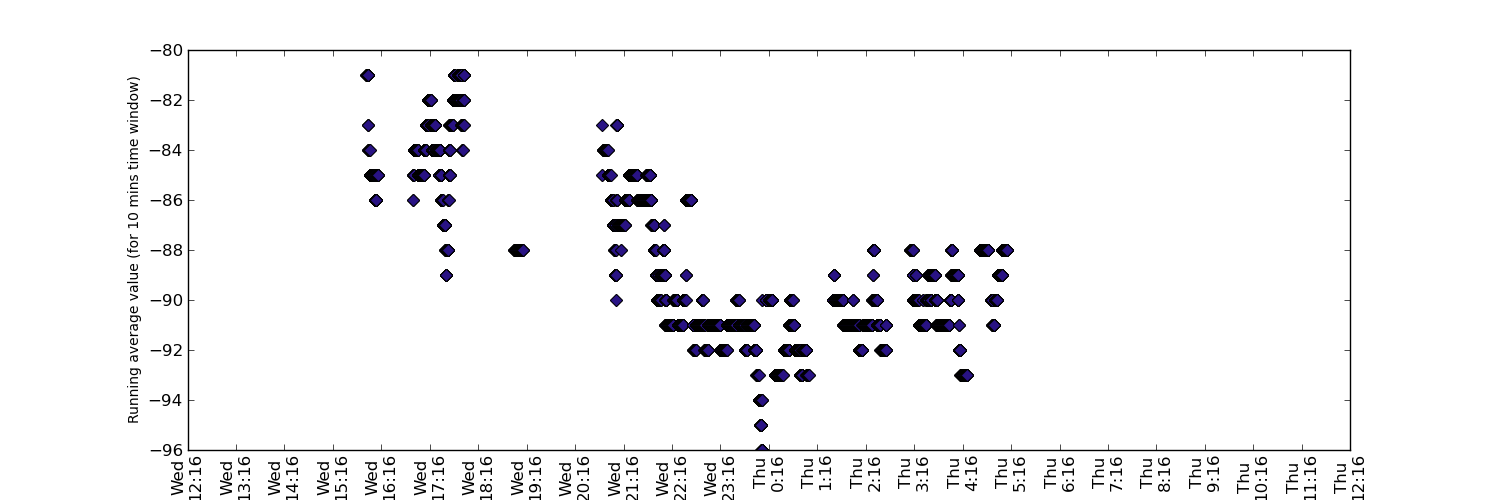 Running average value (for 10 mins time window)
−80
−82
−84
−86
−88
−90
−92
−94
−96
Wed
12:16
Wed
13:16
Wed
14:16
Wed
15:16
Wed
16:16
Wed
17:16
Wed
18:16
Wed
19:16
Wed
20:16
Wed
21:16
Wed
22:16
Wed
23:16
Thu
0:16
Thu
1:16
Thu
2:16
Thu
3:16
Thu
4:16
Thu
5:16
Thu
6:16
Thu
7:16
Thu
8:16
Thu
9:16
Thu
10:16
Thu
11:16
Thu
12:16